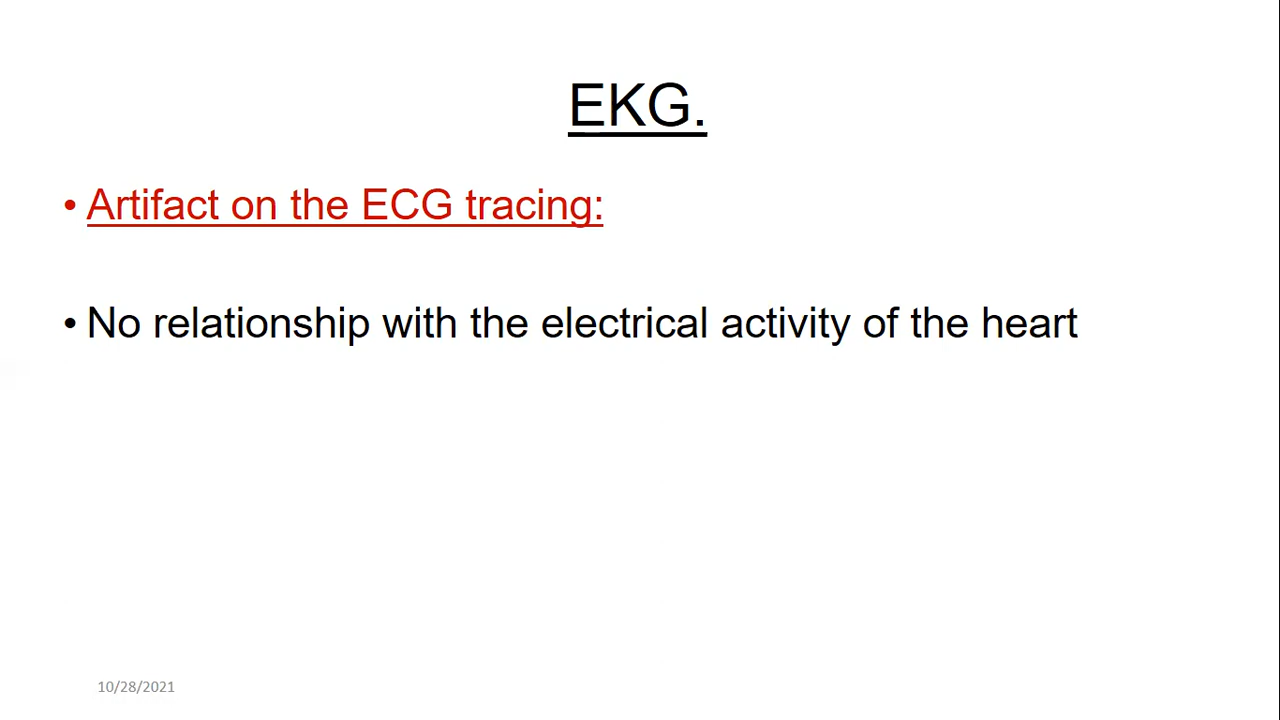 EKG.
• Artifact on the ECG tracing:
• No relationship with the electrical activity of the heart
10/28/2021